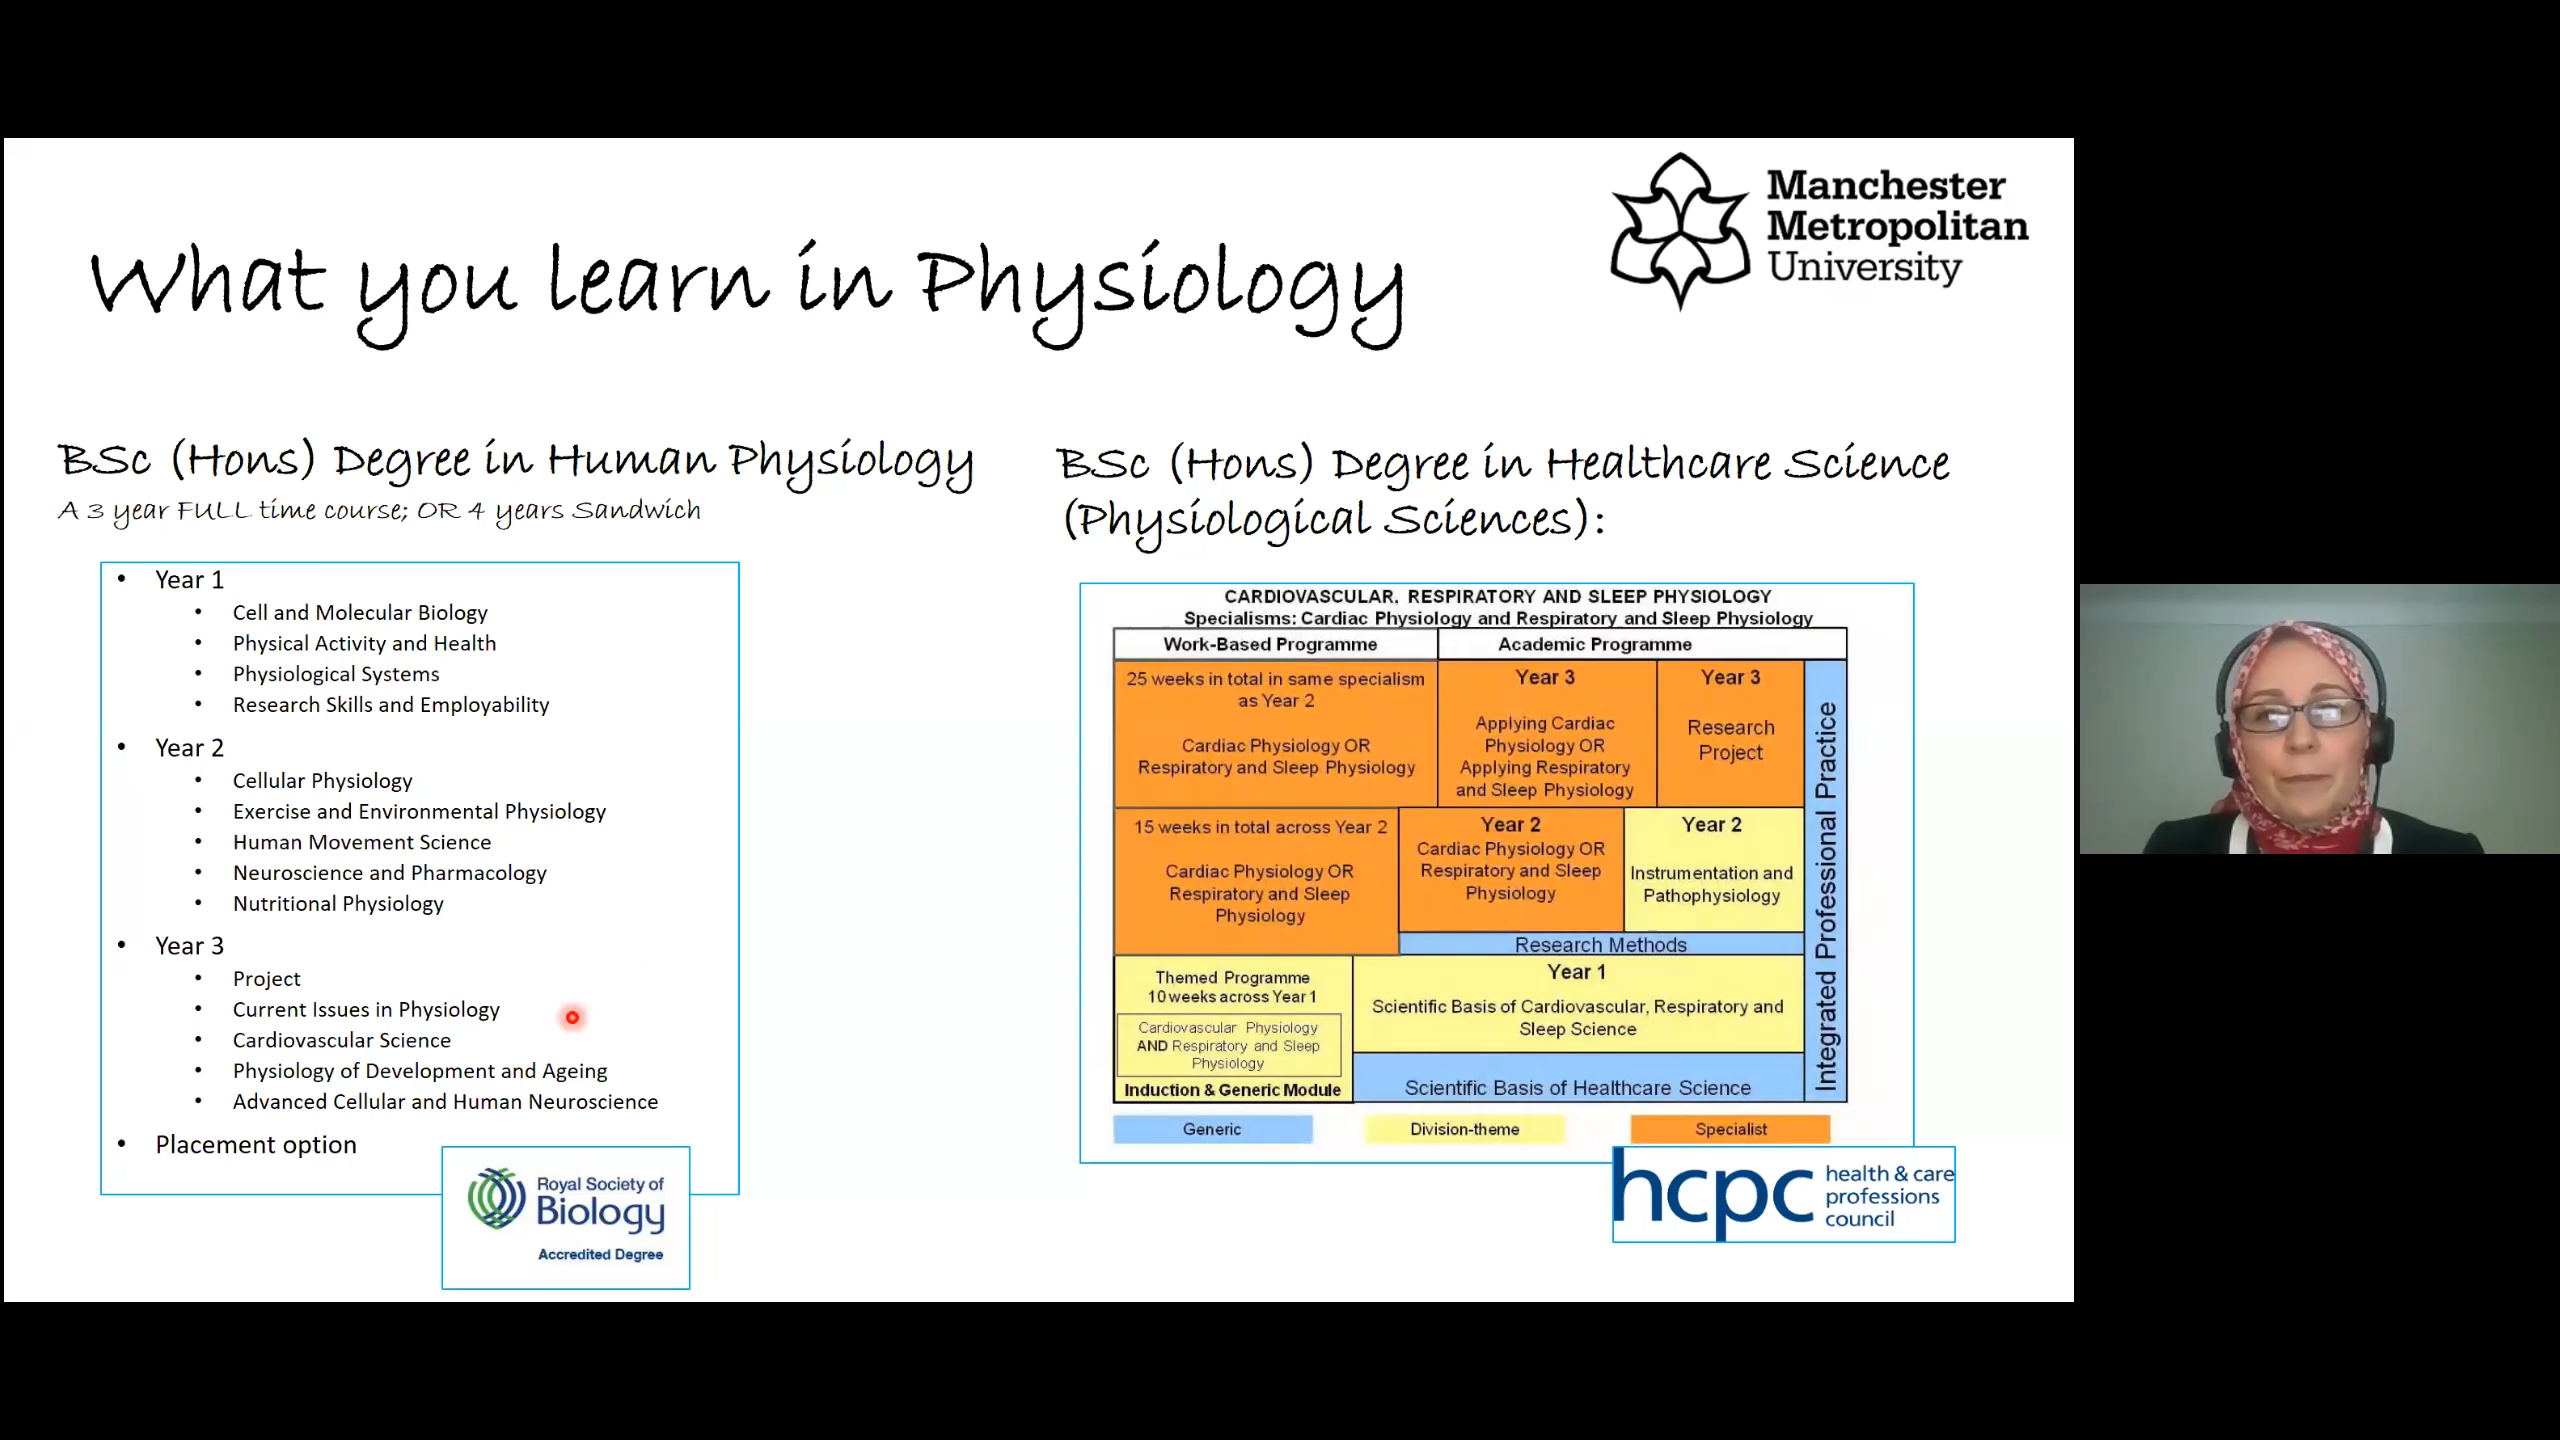 Manchester
Metropolitan
University
What you learn in Physiology
BSc (Hons) Degree in Human Physiology
A 3 year FULL time course; OR 4 years Sandwich
• Year 1
• Cell and Molecular Biology
• Physical Activity and Health
• Physiological Systems
• Research Skills and Employability
• Year 2
• Cellular Physiology
• Exercise and Environmental Physiology
• Human Movement Science
• Neuroscience and Pharmacology
• Nutritional Physiology
• Year 3
• Project
• Current Issues in Physiology
• Cardiovascular Science
• Physiology of Development and Ageing
• Advanced Cellular and Human Neuroscience
• Placement option
Royal Society of
Biology
Accredited Degree
BSc (Hons) Degree in Healthcare Science
(Physiological Sciences):
CARDIOVASCULAR, RESPIRATORY AND SLEEP PHYSIOLOGY
Specialisms: Cardiac Physiology and Respiratory and Sleep Physiology
Work-Based Programme
Academic Programme
25 weeks in total in same specialism
as Year 2
Cardiac Physiology OR
Respiratory and Sleep Physiology
Year 3
Applying Cardiac
Physiology OR
Applying Respiratory
and Sleep Physiology
Year 3
Research
Project
15 weeks in total across Year 2
Cardiac Physiology OR
Respiratory and Sleep
Physiology
Year 2
Cardiac Physiology OR
Respiratory and Sleep
Physiology
Year 2
Instrumentation and
Pathophysiology
Research Methods
Themed Programme
10 weeks across Year 1
Cardiovascular Physiology
AND Respiratory and Sleep
Physiology
Induction & Generic Module
Year 1
Scientific Basis of Cardiovascular, Respiratory and
Sleep Science
Scientific Basis of Healthcare Science
Integrated Professional Practice
Generic
Division-theme
Specialist
hcpc
health & care
professions
council